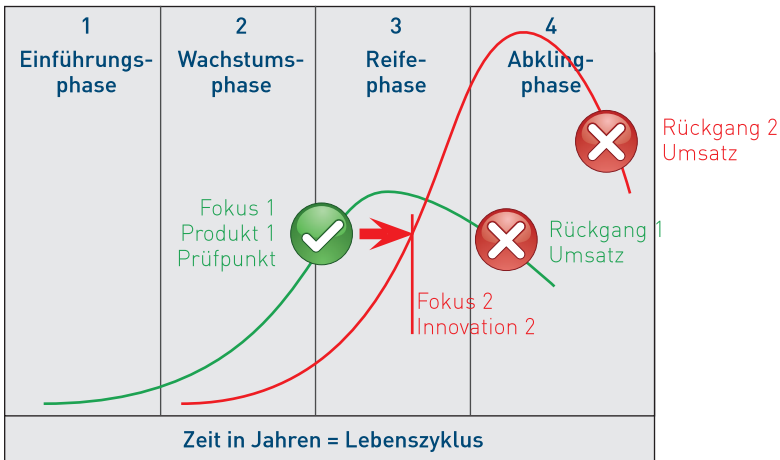 1
Einführungs-
phase
2
Wachstums-
phase
3
Reife-
phase
4
Abkling-
phase
Rückgang 2
Umsatz
Fokus 1
Produkt 1
Prüfpunkt
Rückgang 1
Umsatz
Fokus 2
Innovation 2
Zeit in Jahren = Lebenszyklus